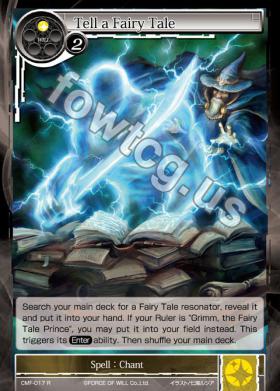 Tell a Fairy Tale
WILL
2
fowtcg.us
Search your main deck for a Fairy Tale resonator, reveal it
and put it into your hand. If your Ruler is "Grimm, the Fairy
Tale Prince", you may put it into your field instead. This
triggers its Enter ability. Then shuffle your main deck.
Spell : Chant
CMF-017 R
©FORCE OF WILL Co.,Ltd.